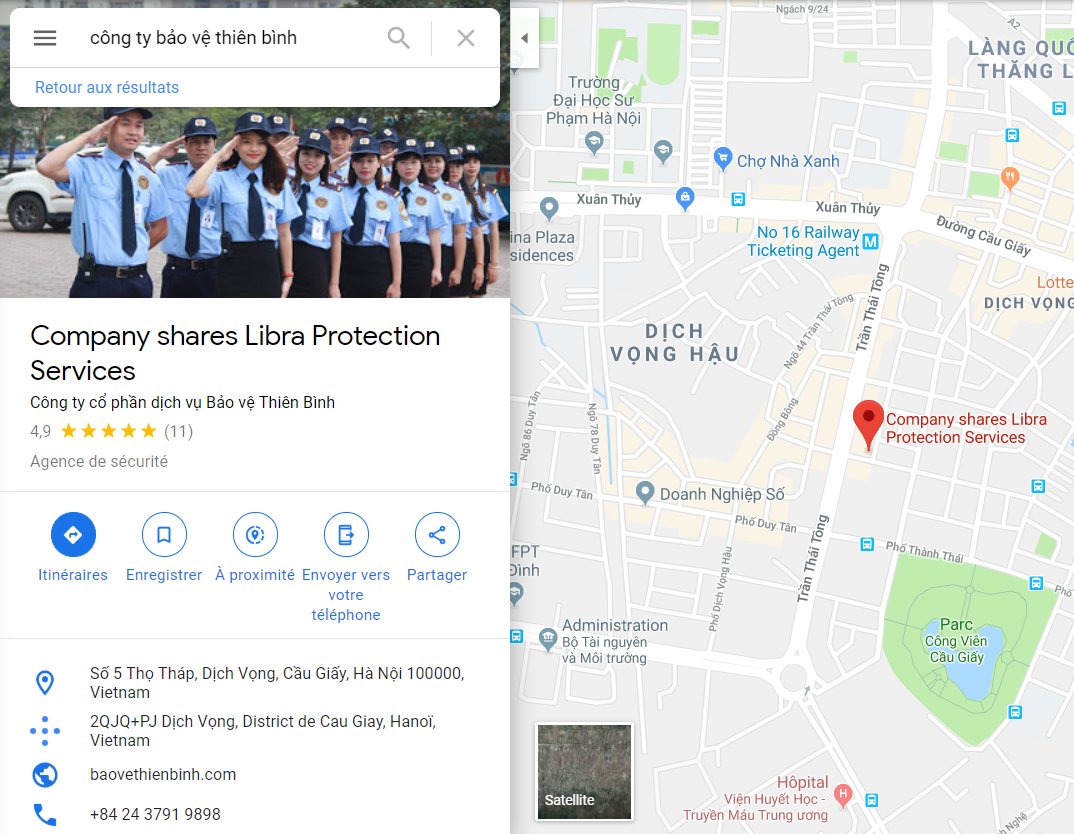 công ty bảo vệ thiên bình
Retour aux résultats
Company shares Libra Protection
Services
Công ty cổ phần dịch vụ Bảo vệ Thiên Bình
4,9 (11)
Agence de sécurité
Itinéraires
Enregistrer
À proximité
Envoyer vers
votre
téléphone
Partager
Số 5 Thọ Tháp, Dịch Vọng, Cầu Giấy, Hà Nội 100000,
Vietnam
2QJQ+PJ Dịch Vọng, District de Cau Giay, Hanoï,
Vietnam
baovethienbinh.com
+84 24 3791 9898
Ngách 9/24
A2
LÀNG QUỐ
THĂNG L
Trường
Đại Học Sư
Phạm Hà Nội
Chợ Nhà Xanh
Xuân Thủy
Xuân Thủy
Đường Cầu Giấy
ina Plaza
sidences
No 16 Railway
Ticketing Agent
Lotte
DỊCH VỌNG
Trần Thái Tông
Ngõ 44 Trần Thái Tông
DỊCH
VỌNG HẬU
Ngõ 86 Duy Tân
Ngõ 78 Duy Tân
Đồng Bông
Company shares Libra
Protection Services
Phố Duy Tân
Doanh Nghiệp Số
Phố Duy Tân
Trần Thái Tông
Phố Thành Thái
FPT
Đình
Phố Dịch Vọng Hậu
Phố
Administration
Bộ Tài nguyên
và Môi trường
Parc
Công Viên
Cầu Giấy
Satellite
Hôpital
Viện Huyết Học -
Truyền Máu Trung ương
Nghệ